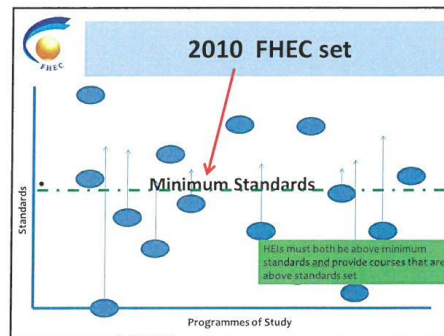 2010 FHEC set
FHEC
Minimum Standards
Standards
HEIs must both be above minimum
standards and provide courses that are
above standards set
Programmes of Study